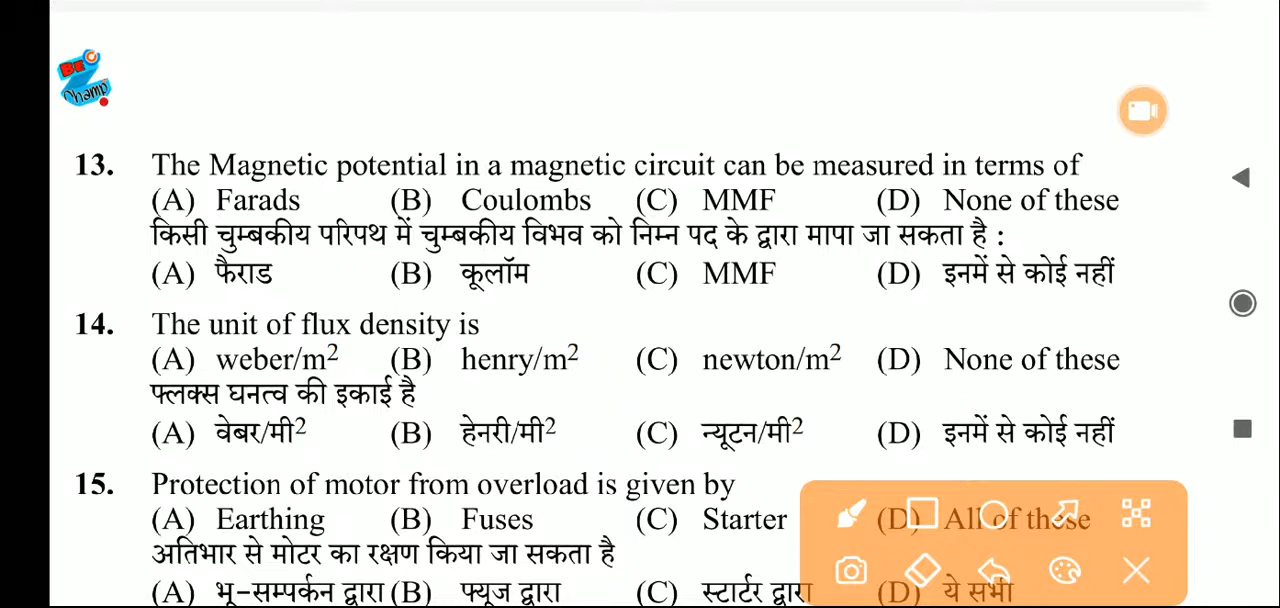 Be
Champ
13. The Magnetic potential in a magnetic circuit can be measured in terms of
(A) Farads (B) Coulombs (C) MMF (D) None of these
किसी चुम्बकीय परिपथ में चुम्बकीय विभव को निम्न पद के द्वारा मापा जा सकता है :
(A) फैराड (B) कूलॉम (C) MMF (D) इनमें से कोई नहीं
14. The unit of flux density is
(A) weber/m² (B) henry/m² (C) newton/m² (D) None of these
फ्लक्स घनत्व की इकाई है
(A) वेबर/मी² (B) हेनरी/मी² (C) न्यूटन/मी² (D) इनमें से कोई नहीं
15. Protection of motor from overload is given by
(A) Earthing (B) Fuses (C) Starter (D) All of these
अतिभार से मोटर का रक्षण किया जा सकता है
(A) भू-सम्पर्कन द्वारा (B) फ्यूज द्वारा (C) स्टार्टर द्वारा (D) ये सभी